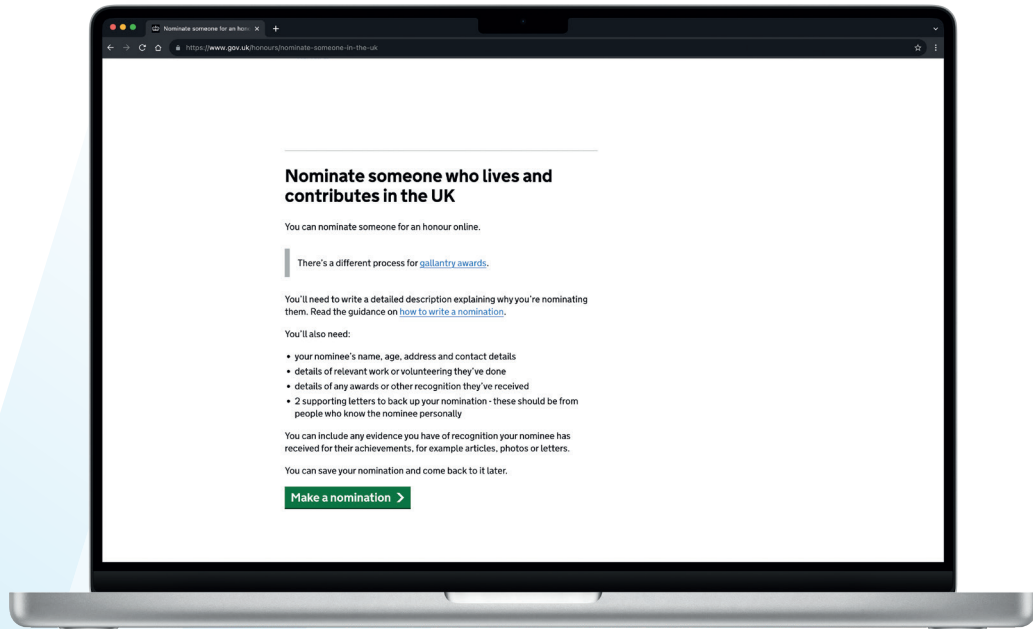 Nominate someone for an hono
https://www.gov.uk/honours/nominate-someone-in-the-uk
Nominate someone who lives and
contributes in the UK
You can nominate someone for an honour online.
There's a different process for gallantry awards.
You'll need to write a detailed description explaining why you're nominating
them. Read the guidance on how to write a nomination.
You'll also need:
• your nominee's name, age, address and contact details
• details of relevant work or volunteering they've done
• details of any awards or other recognition they've received
• 2 supporting letters to back up your nomination - these should be from
people who know the nominee personally
You can include any evidence you have of recognition your nominee has
received for their achievements, for example articles, photos or letters.
You can save your nomination and come back to it later.
Make a nomination